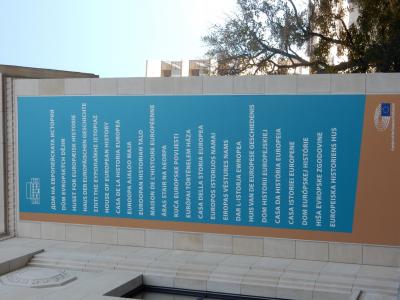 ДОМ НА ЕВРОПЕЙСКАТА ИСТОРИЯ
DŮM EVROPSKÝCH DĚJIN
HUSET FOR EUROPÆISK HISTORIE
HAUS DER EUROPÄISCHEN GESCHICHTE
ΣΠΙΤΙ ΤΗΣ ΕΥΡΩΠΑΪΚΗΣ ΙΣΤΟΡΙΑΣ
HOUSE OF EUROPEAN HISTORY
CASA DE LA HISTORIA EUROPEA
EUROOPA AJALOO MAJA
EUROOPAN HISTORIAN TALO
MAISON DE L'HISTOIRE EUROPÉENNE
ÁRAS STAIR NA HEORPA
KUĆA EUROPSKE POVIJESTI
EURÓPAI TÖRTÉNELEM HÁZA
CASA DELLA STORIA EUROPEA
EUROPOS ISTORIJOS NAMAI
EIROPAS VĒSTURES NAMS
DAR L-ISTORJA EWROPEA
HUIS VAN DE EUROPESE GESCHIEDENIS
DOM HISTORII EUROPEJSKIEJ
CASA DA HISTÓRIA EUROPEIA
CASA ISTORIEI EUROPENE
DOM EURÓPSKEJ HISTÓRIE
HIŠA EVROPSKE ZGODOVINE
EUROPEISKA HISTORIENS HUS